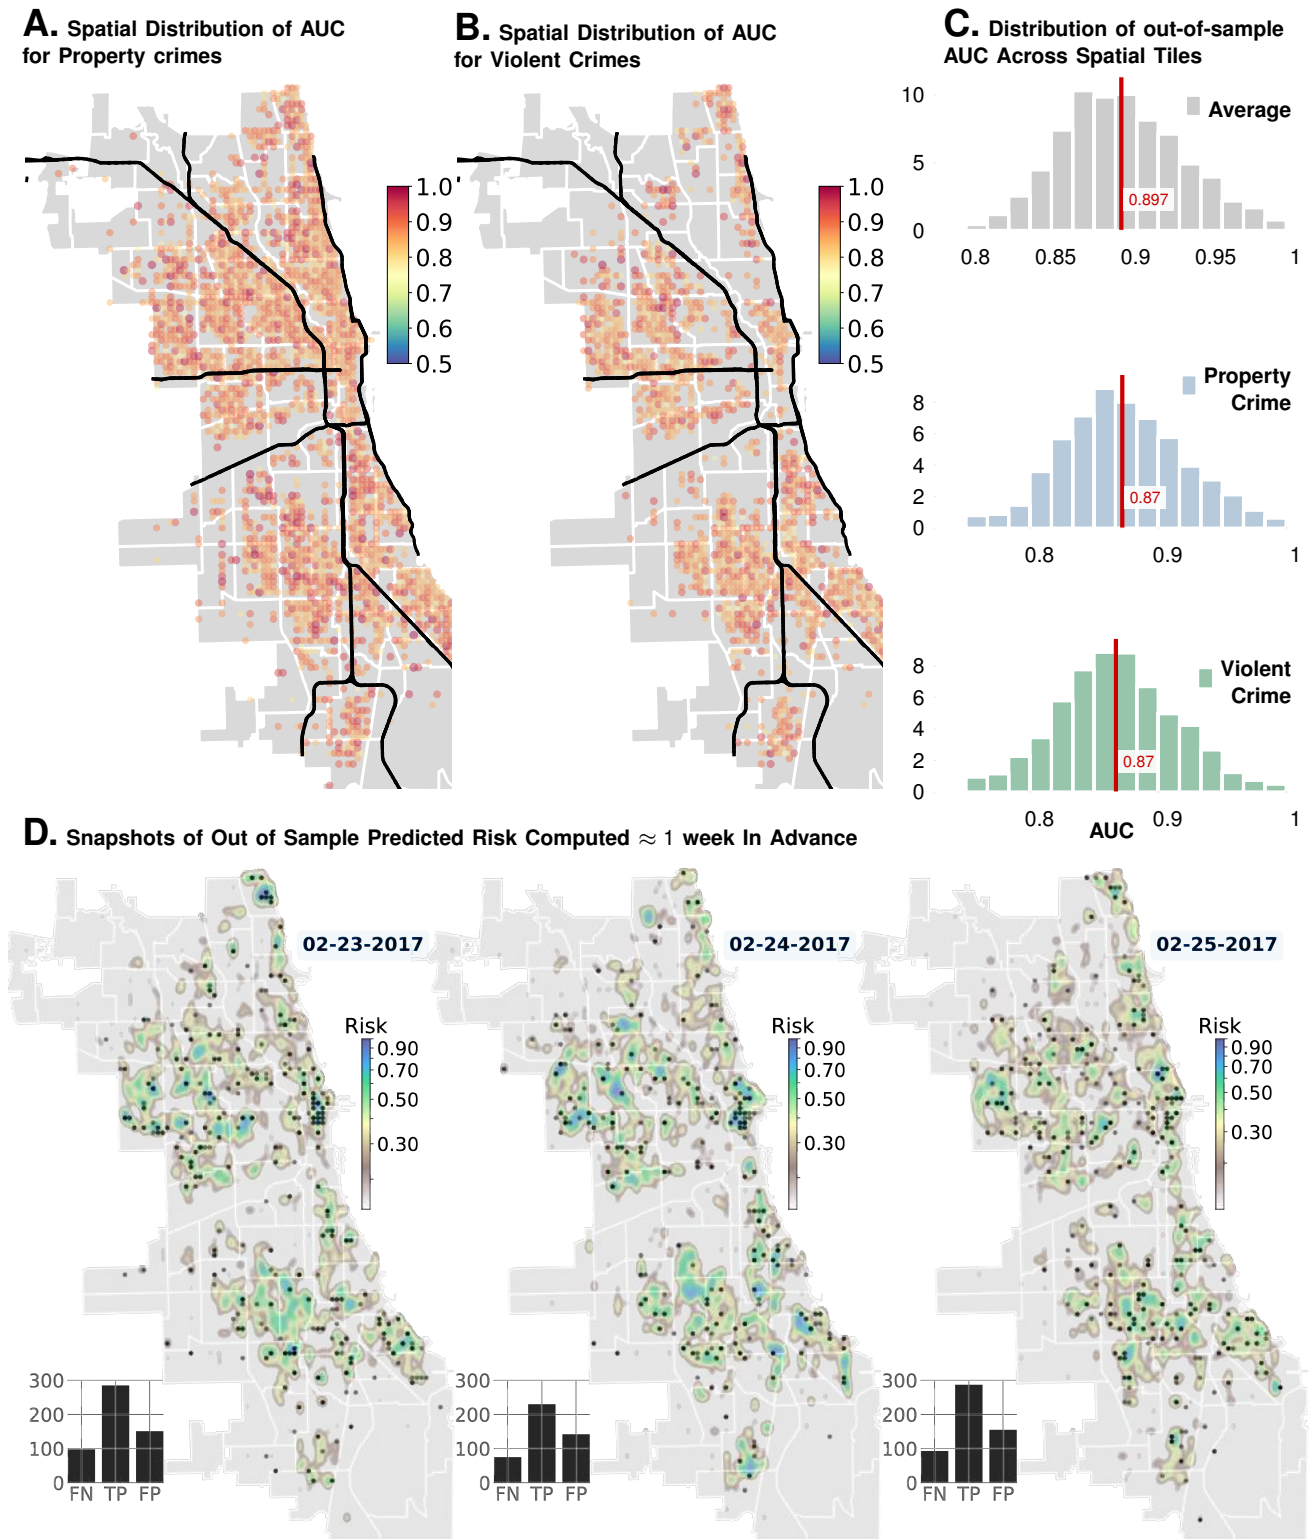 A. Spatial Distribution of AUC
for Property crimes
B. Spatial Distribution of AUC
for Violent Crimes
C. Distribution of out-of-sample
AUC Across Spatial Tiles
1.0
0.9
0.8
0.7
0.6
0.5
1.0
0.9
0.8
0.7
0.6
0.5
10
5
0
Average
0.897
0.8 0.85 0.9 0.95 1
8
6
4
2
0
Property
Crime
0.87
0.8 0.9 1
8
6
4
2
0
Violent
Crime
0.87
0.8 0.9 1
AUC
D. Snapshots of Out of Sample Predicted Risk Computed ≈ 1 week In Advance
02-23-2017
Risk
0.90
0.70
0.50
0.30
300
200
100
0
FN TP FP
02-24-2017
Risk
0.90
0.70
0.50
0.30
300
200
100
0
FN TP FP
02-25-2017
Risk
0.90
0.70
0.50
0.30
300
200
100
0
FN TP FP